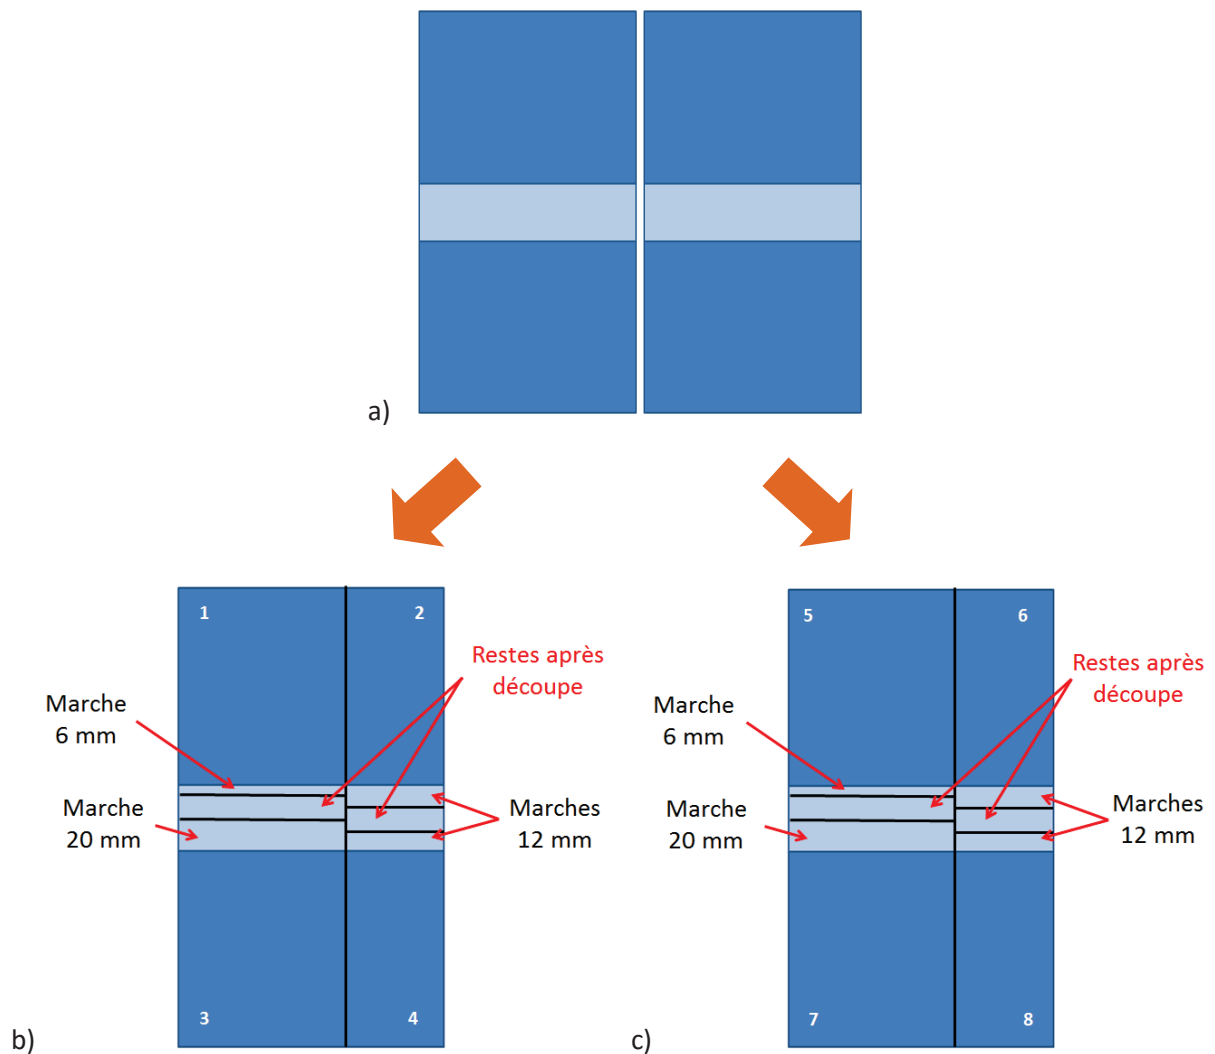 a)
1
2
Restes après
découpe
Marche
6 mm
Marche
20 mm
Marches
12 mm
3
4
b)
5
6
Restes après
découpe
Marche
6 mm
Marche
20 mm
Marches
12 mm
7
8
c)